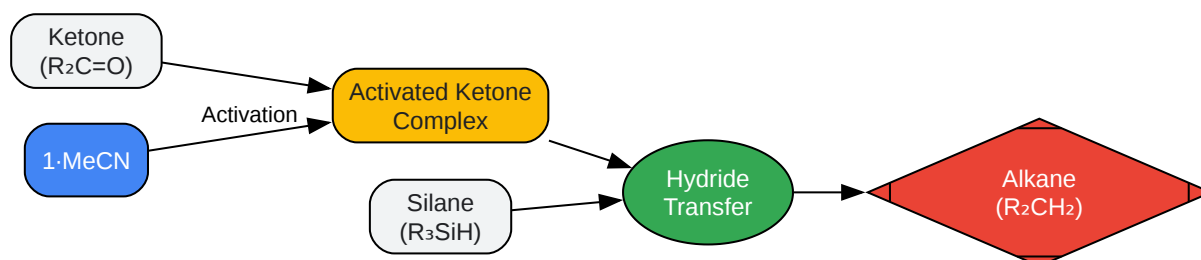 Ketone
(R₂C=O)
Activation
1·MeCN
Activated Ketone
Complex
Silane
(R₃SiH)
Hydride
Transfer
Alkane
(R₂CH₂)